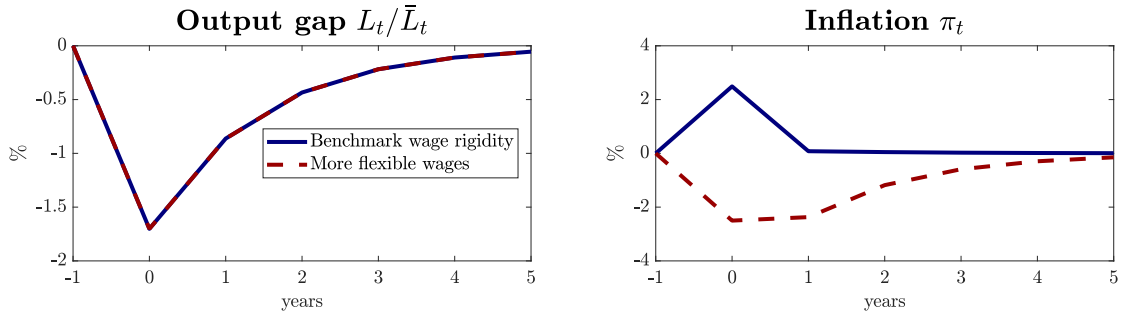 Output gap L_t/L̄_t
0
-0.5
-1
-1.5
-2
%
Benchmark wage rigidity
More flexible wages
-1 0 1 2 3 4 5
years
Inflation π_t
4
2
0
-2
-4
%
-1 0 1 2 3 4 5
years